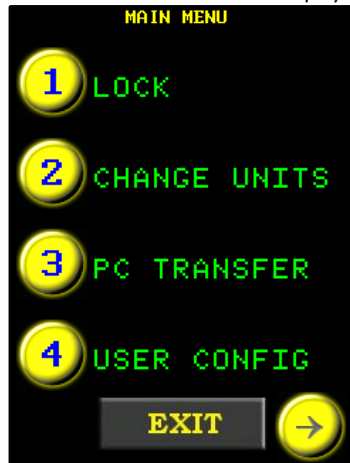 MAIN MENU
1 LOCK
2 CHANGE UNITS
3 PC TRANSFER
4 USER CONFIG
EXIT →